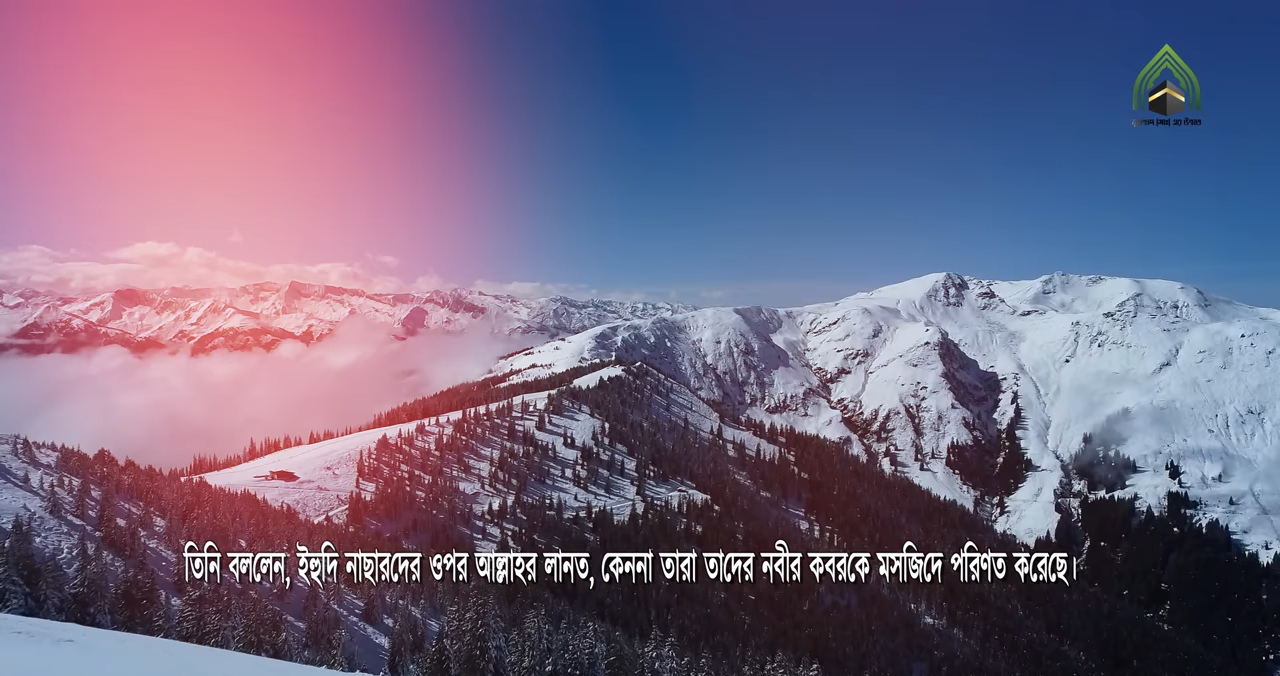 তিনি বললেন, ইহুদি নাছারদের ওপর আল্লাহর লানত, কেননা তারা তাদের নবীর কবরকে মসজিদে পরিণত করেছে।